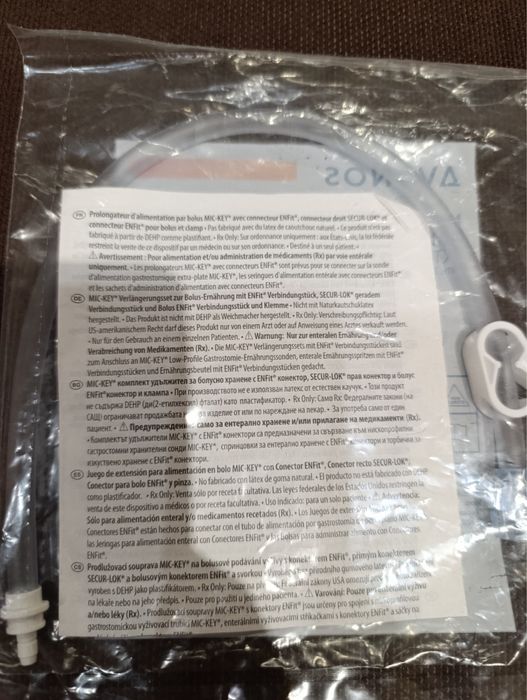 AVANOS
FR Prolongateur d'alimentation par bolus MIC-KEY® avec connecteur ENFit®, connecteur droit SECUR-LOK® et
connecteur ENFit® pour bolus et clamp • Pas fabriqué avec du latex de caoutchouc naturel. • Ce produit n'est pas
fabriqué à partir de DEHP comme plastifiant. • Rx Only: Sur ordonnance uniquement : aux États-Unis, la loi fédérale
restreint la vente de ce dispositif par un médecin ou sur son ordonnance. • Destiné à un seul patient. •
⚠ Avertissement : Pour alimentation et/ou administration de médicaments (Rx) par voie entérale
uniquement. • Les prolongateurs MIC-KEY® avec connecteurs ENFit® sont prévus pour se connecter sur la sonde
d'alimentation gastrostomique extra-plate MIC-KEY, les seringues d'alimentation entérale avec connecteurs ENFit®
et les sachets d'administration d'alimentation avec connecteurs ENFit®.
DE MIC-KEY® Verlängerungsset zur Bolus-Ernährung mit ENFit® Verbindungstück, SECUR-LOK® geradem
Verbindungsstück und Bolus ENFit® Verbindungsstück und Klemme • Nicht mit Naturkautschuklatex
hergestellt. • Das Produkt ist nicht mit DEHP als Weichmacher hergestellt. • Rx Only: Verschreibungspflichtig: Laut
US-amerikanischem Recht darf dieses Produkt nur von einem Arzt oder auf Anweisung eines Arztes verkauft werden.
• Nur für den Gebrauch an einem einzelnen Patienten. • ⚠ Warnung: Nur zur enteralen Ernährung und/oder
Verabreichung von Medikamenten (Rx). • Die MIC-KEY® Verlängerungssets mit ENFit® Verbindungsstücken sind
zum Anschluss an MIC-KEY® Low-Profile Gastrostomie-Ernährungssonden, enterale Ernährungsspritzen mit ENFit®
Verbindungsstücken und Ernährungsbeutel mit ENFit® Verbindungsstücken gedacht.
BG MIC-KEY® комплект удължител за болусно хранене с ENFit® конектор, SECUR-LOK® прав конектор и болус
ENFit® конектор и клампа • При производството не е използван латекс от естествен каучук. • Този продукт
не съдържа DEHP (ди(2-етилхексил) фталат) като пластификатор. • Rx Only: Само Rx: Федералните закони (на
САЩ) ограничават продажбата изделие от или по нареждане на лекар. • За употреба само от един
пациент. • ⚠ Предупреждение: само за ентерално хранене и/или прилагане на медикаменти (Rx).
• Комплектът удължители MIC-KEY® с ENFit® конектори са предназначени за свързване към нископрофилни
гастростомни хранителни сонди MIC-KEY®, спринцовки за ентерално хранене с ENFit® конектори и торбички за
изкуствено хранене с ENFit® конектори.
ES Juego de extensión para alimentación en bolo MIC-KEY® con Conector ENFit®, Conector recto SECUR-LOK®,
Conector para bolo ENFit® y pinza. • No fabricado con látex de goma natural. • El producto no está fabricado con DEHP
como plastificador. • Rx Only: Venta sólo por receta facultativa. Las leyes federales de los Estados Unidos restringen la
venta de este dispositivo a médicos o por receta facultativa. • Uso indicado: para un solo paciente • ⚠ Advertencia:
Sólo para alimentación enteral y/o medicamentos recetados (Rx). • Los Juegos de extensión MIC-KEY® con Conectores
ENFit® están hechos para conectar con el tubo de alimentación por gastrostomía MIC-KEY,
las Jeringas para alimentación enteral con Conectores ENFit® y las Bolsas para administrar alimento con Conectores
ENFit®.
CS Prodlužovací souprava MIC-KEY® na bolusové podávání výživy s konektorem ENFit®, přímým konektorem
SECUR-LOK® a bolusovým konektorem ENFit® a svorkou • Vyrobeno bez přírodního gumového latexu.
vyroben s DEHP jako plastifikátorem. • Rx Only: Pouze na předpis: Federální zákony USA omezují
na lékaře nebo na jeho předpis. • Pouze pro použití u jediného pacienta. • ⚠ Varování: Pouze pro enterální výživu
a/nebo léky (Rx). • Prodlužovací soupravy MIC-KEY® s konektory ENFit® jsou určeny pro spojení s
gastrostomickou vyživovací trubicí MIC-KEY®, enterálními vyživovacími stříkačkami s konektory ENFit® a sáčky na